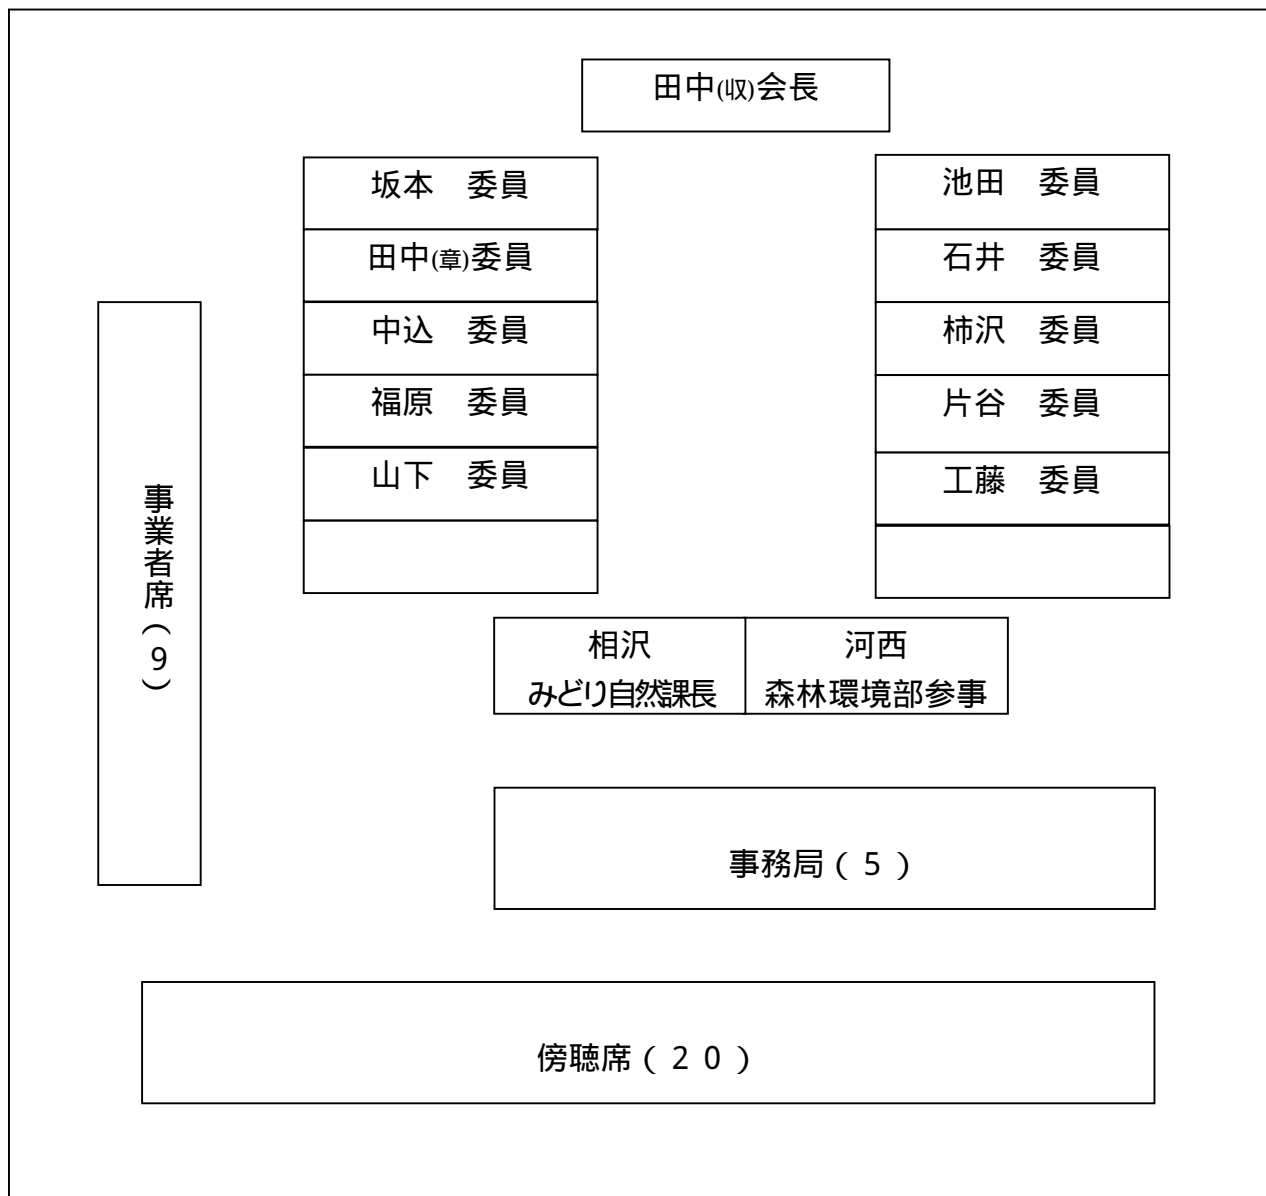 田中(収)会長
坂本　委員
田中(章)委員
中込　委員
福原　委員
山下　委員
池田　委員
石井　委員
柿沢　委員
片谷　委員
工藤　委員
事業者席(9)
相沢
みどり自然課長
河西
森林環境部参事
事務局(5)
傍聴席(20)